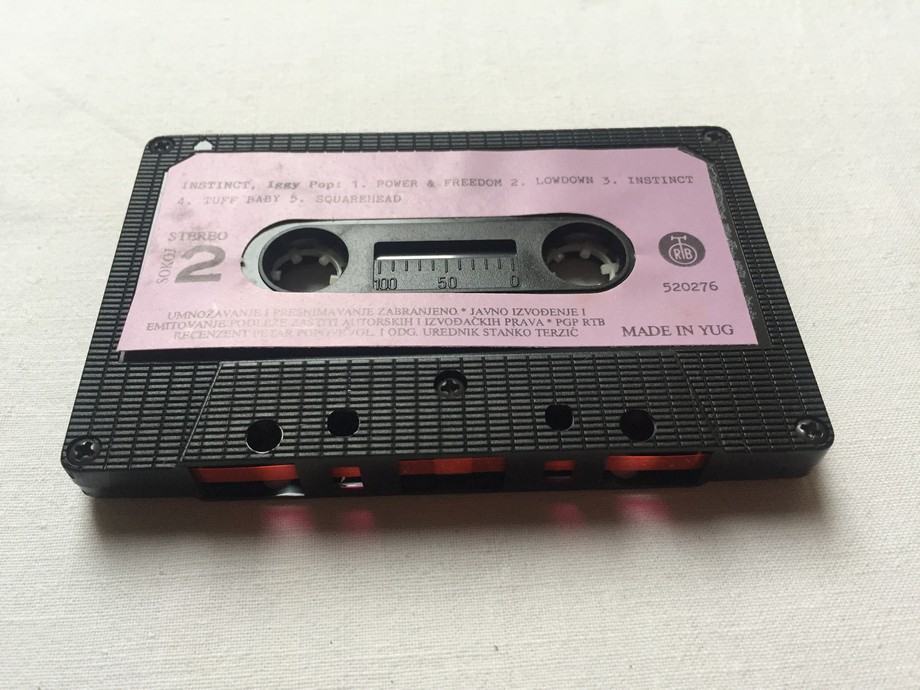 INSTINCT, Iggy Pop: 1. POWER & FREEDOM 2. LOWDOWN 3. INSTINCT
4. TUFF BABY 5. SQUAREHEAD
STEREO
SOKOJ
2
RTB
100 50 0
520276
UMNOŽAVANJE I PRESNIMAVANJE ZABRANJENO * JAVNO IZVOĐENJE I
EMITOVANJE PODLEŽE ZAŠTITI AUTORSKIH I IZVOĐAČKIH PRAVA * PGP RTB
RECENZENT PETAR POPOVIĆ GL. I ODG. UREDNIK STANKO TERZIĆ
MADE IN YUG